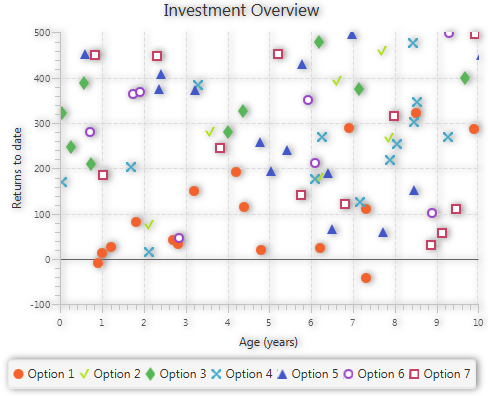 Investment Overview
500
400
300
200
100
0
-100
Returns to date
0 1 2 3 4 5 6 7 8 9 10
Age (years)
Option 1 Option 2 Option 3 Option 4 Option 5 Option 6 Option 7